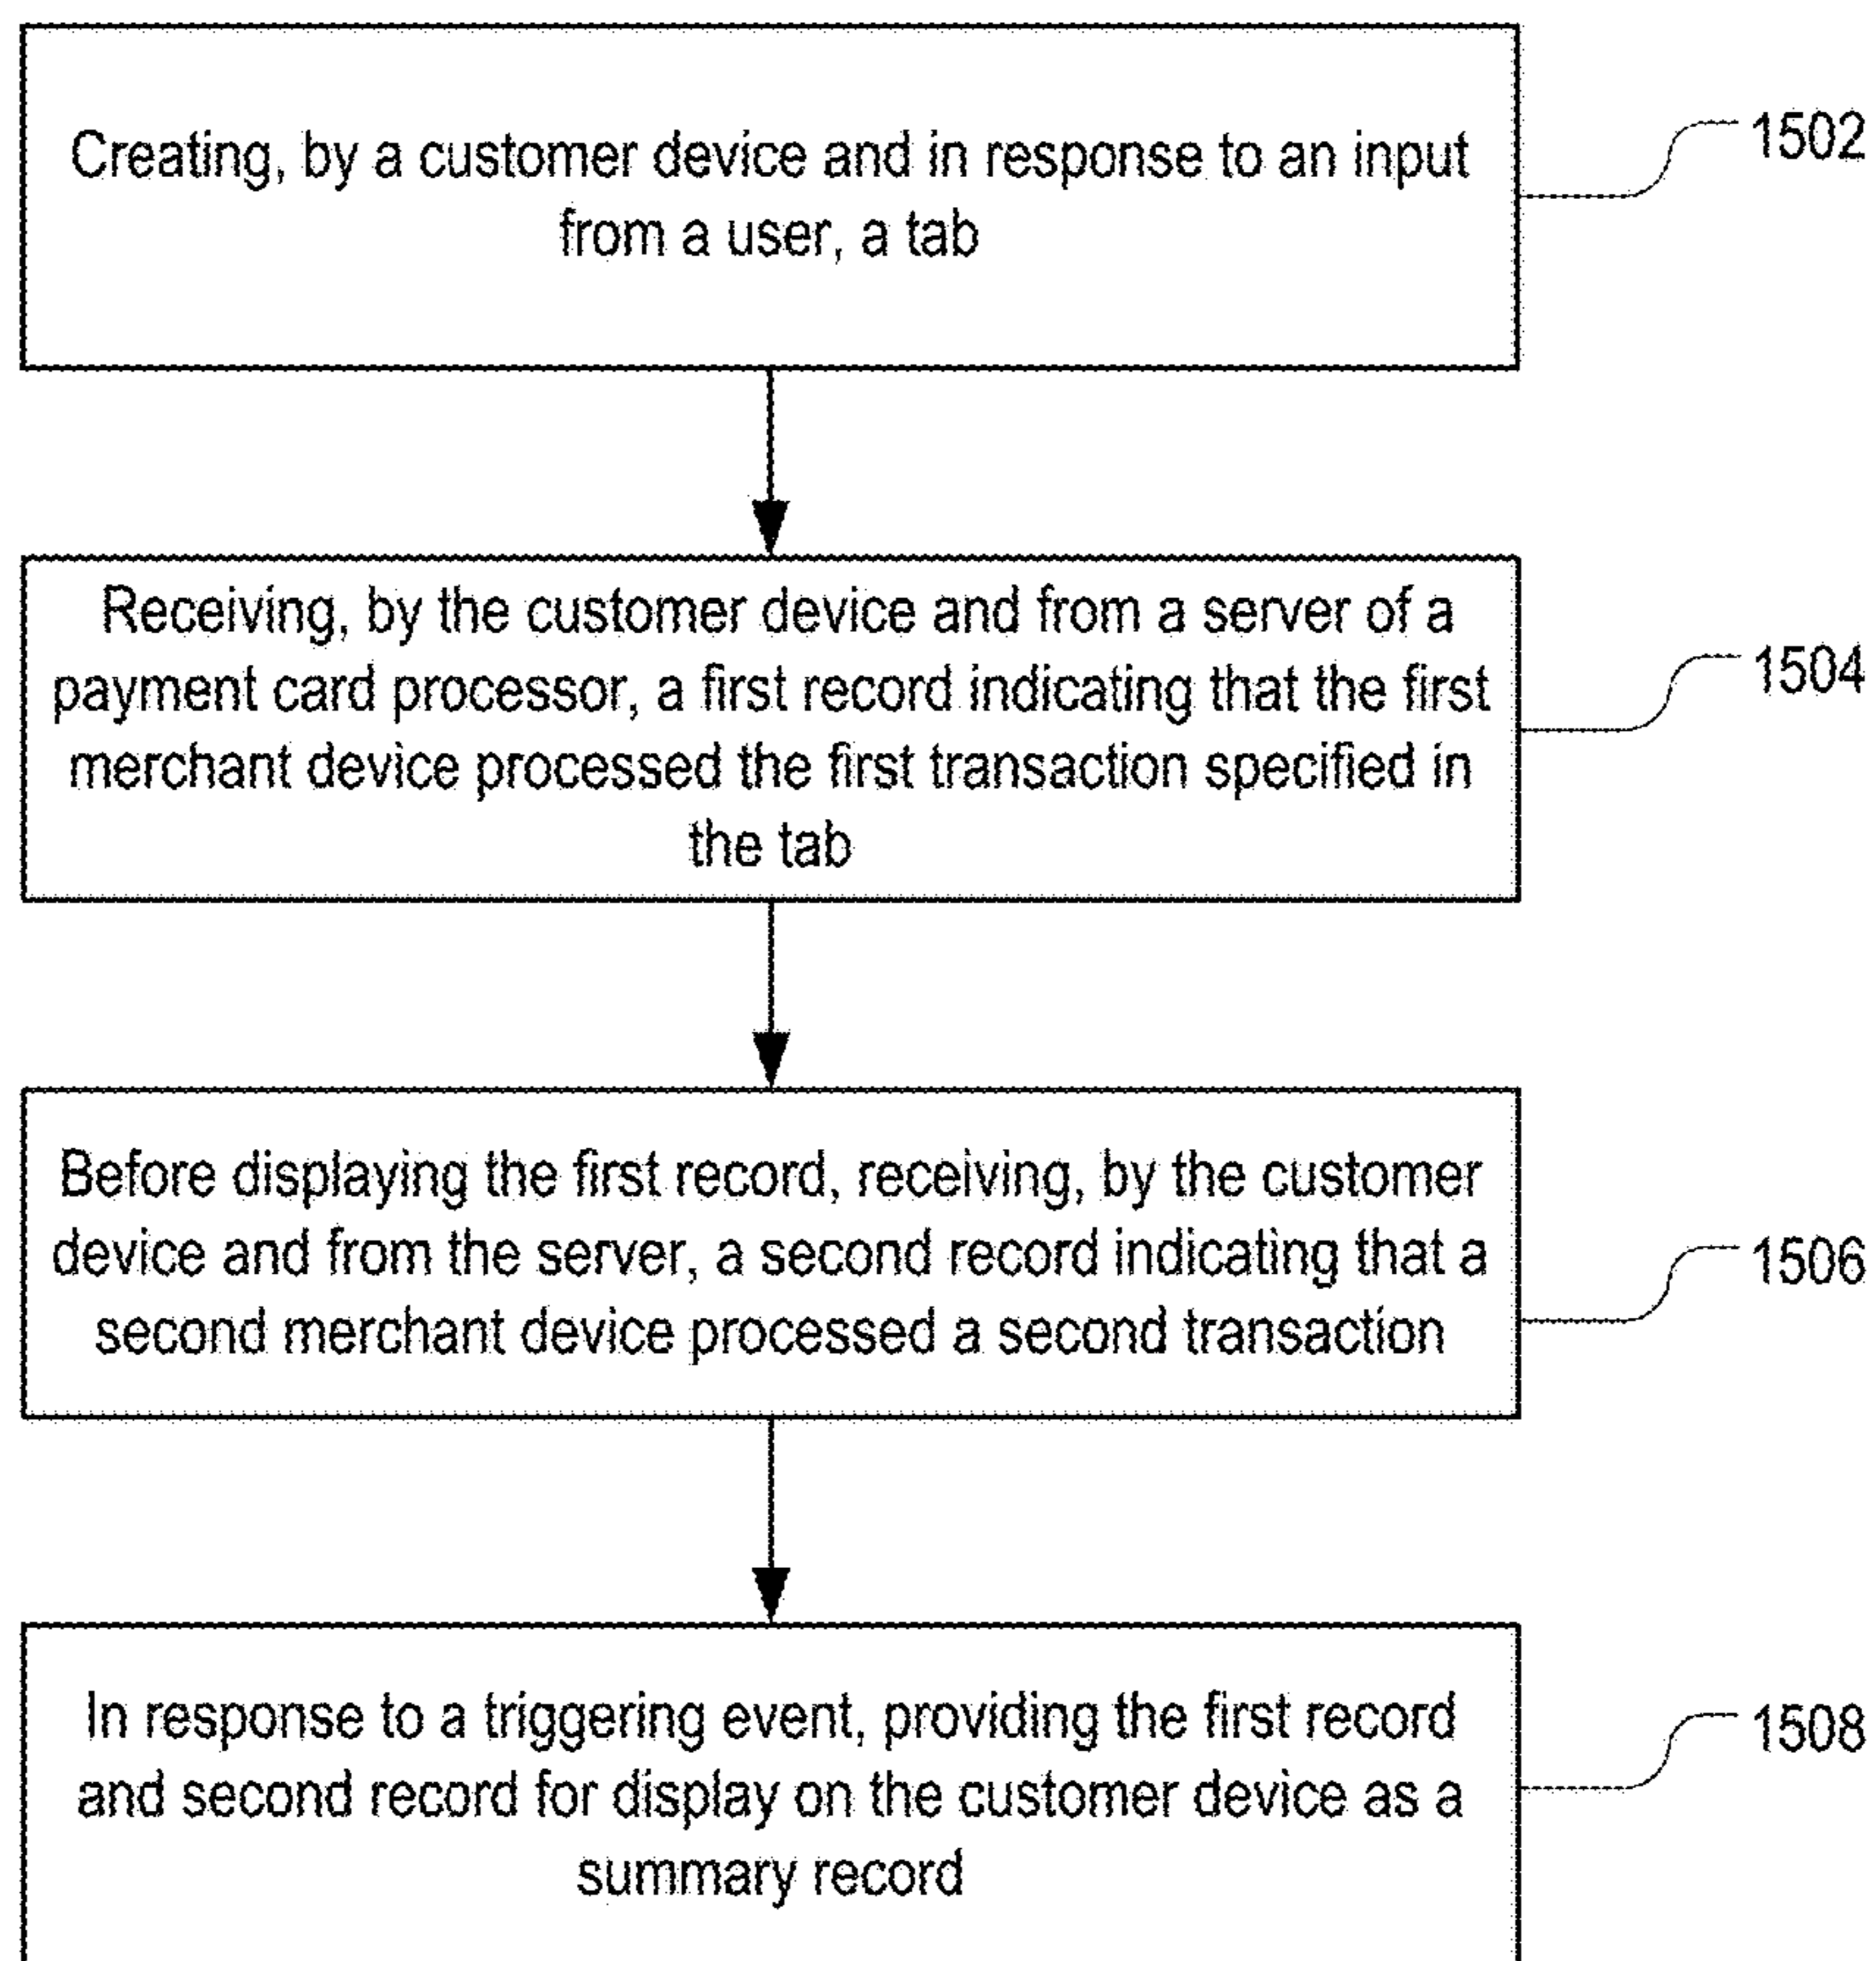 Creating, by a customer device and in response to an input
from a user, a tab
1502
Receiving, by the customer device and from a server of a
payment card processor, a first record indicating that the first
merchant device processed the first transaction specified in
the tab
1504
Before displaying the first record, receiving, by the customer
device and from the server, a second record indicating that a
second merchant device processed a second transaction
1506
In response to a triggering event, providing the first record
and second record for display on the customer device as a
summary record
1508